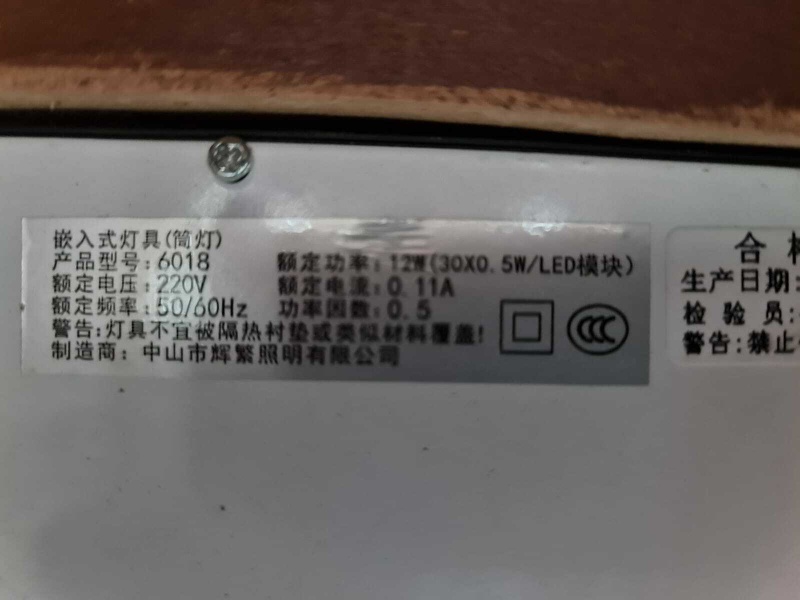 嵌入式灯具(筒灯)
产品型号:6018 额定功率:12W(30X0.5W/LED模块)
额定电压:220V 额定电流:0.11A
额定频率:50/60Hz 功率因数:0.5
警告:灯具不宜被隔热衬垫或类似材料覆盖!
制造商:中山市辉繁照明有限公司
合格
生产日期:
检验员:
警告:禁止